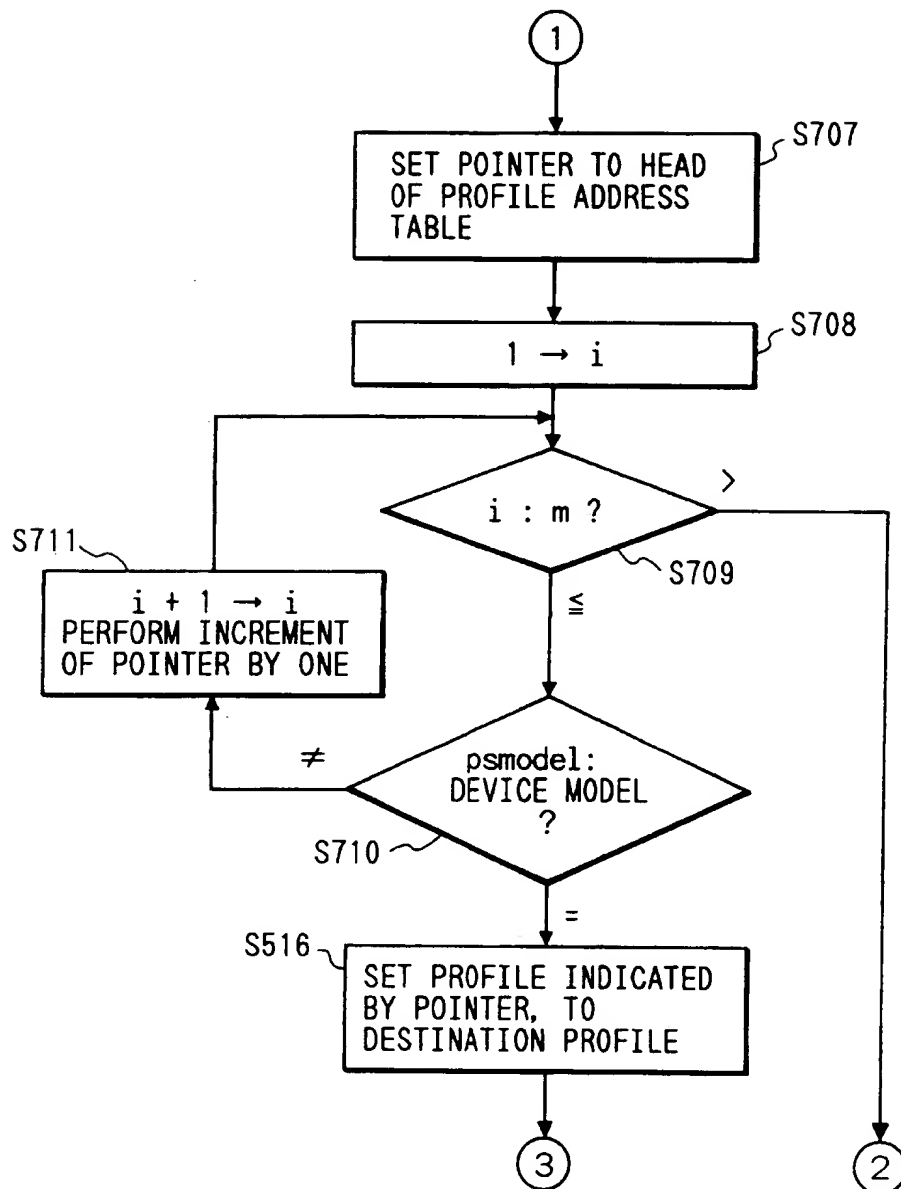 1
S707
SET POINTER TO HEAD
OF PROFILE ADDRESS
TABLE
S708
1 → i
>
i : m ?
S709
S711
i + 1 → i
PERFORM INCREMENT
OF POINTER BY ONE
≦
≠
psmodel:
DEVICE MODEL
?
S710
=
S516
SET PROFILE INDICATED
BY POINTER, TO
DESTINATION PROFILE
3
2